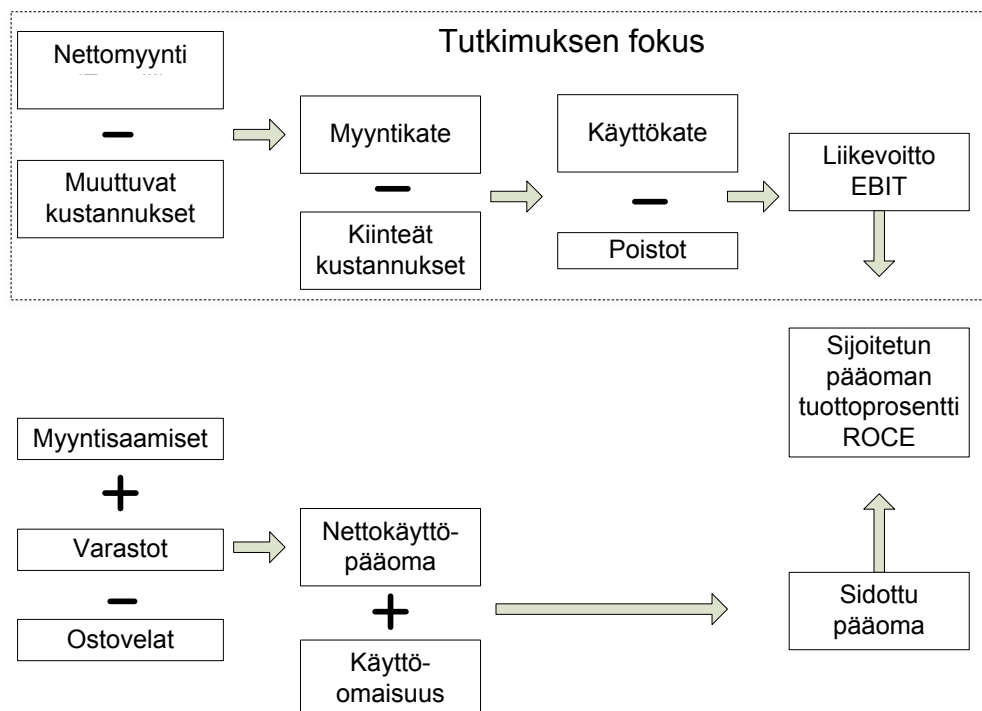 Tutkimuksen fokus
Nettomyynti
−
Muuttuvat
kustannukset
Myyntikate
−
Kiinteät
kustannukset
Käyttökate
−
Poistot
Liikevoitto
EBIT
Sijoitetun
pääoman
tuottoprosentti
ROCE
Myyntisaamiset
+
Varastot
−
Ostovelat
Nettokäyttö-
pääoma
+
Käyttö-
omaisuus
Sidottu
pääoma